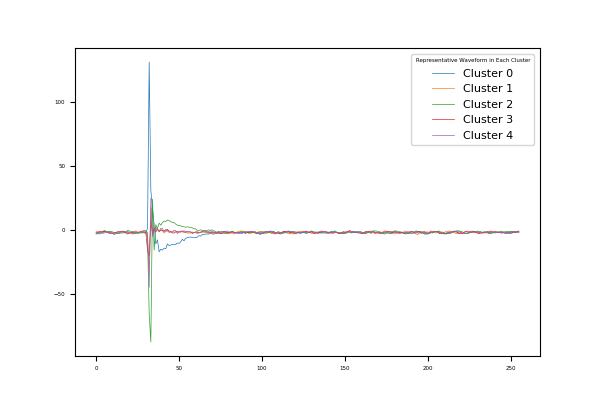 Representative Waveform in Each Cluster
Cluster 0
Cluster 1
Cluster 2
Cluster 3
Cluster 4
100
50
0
−50
0 50 100 150 200 250